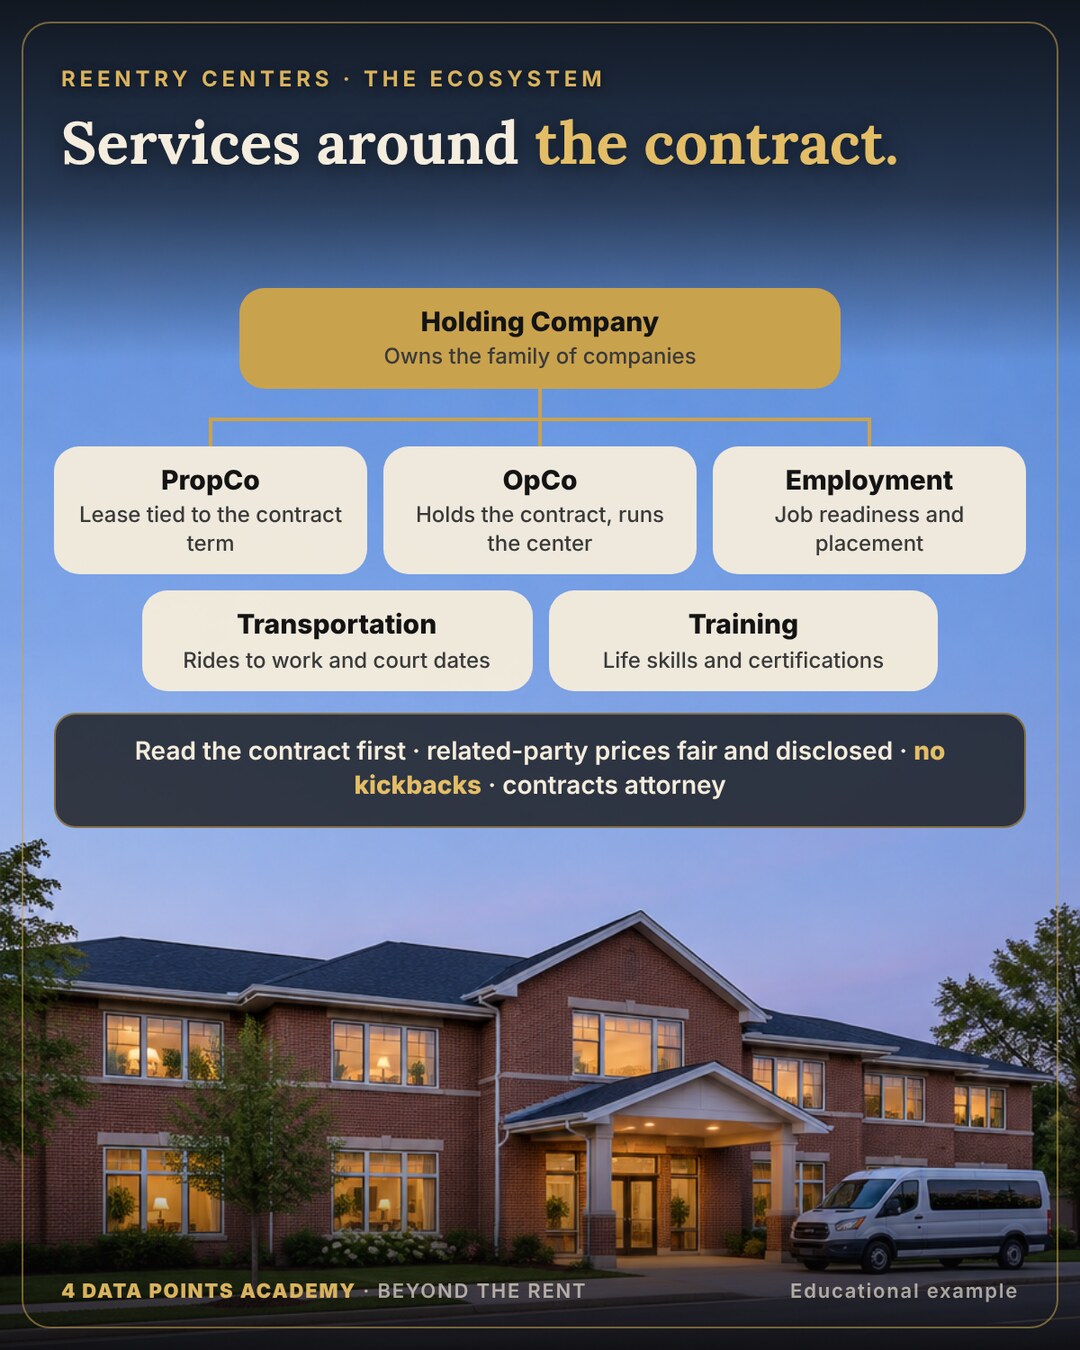 REENTRY CENTERS · THE ECOSYSTEM
Services around the contract.
Holding Company
Owns the family of companies
PropCo
Lease tied to the contract
term
OpCo
Holds the contract, runs
the center
Employment
Job readiness and
placement
Transportation
Rides to work and court dates
Training
Life skills and certifications
Read the contract first · related-party prices fair and disclosed · no
kickbacks · contracts attorney
4 DATA POINTS ACADEMY · BEYOND THE RENT
Educational example